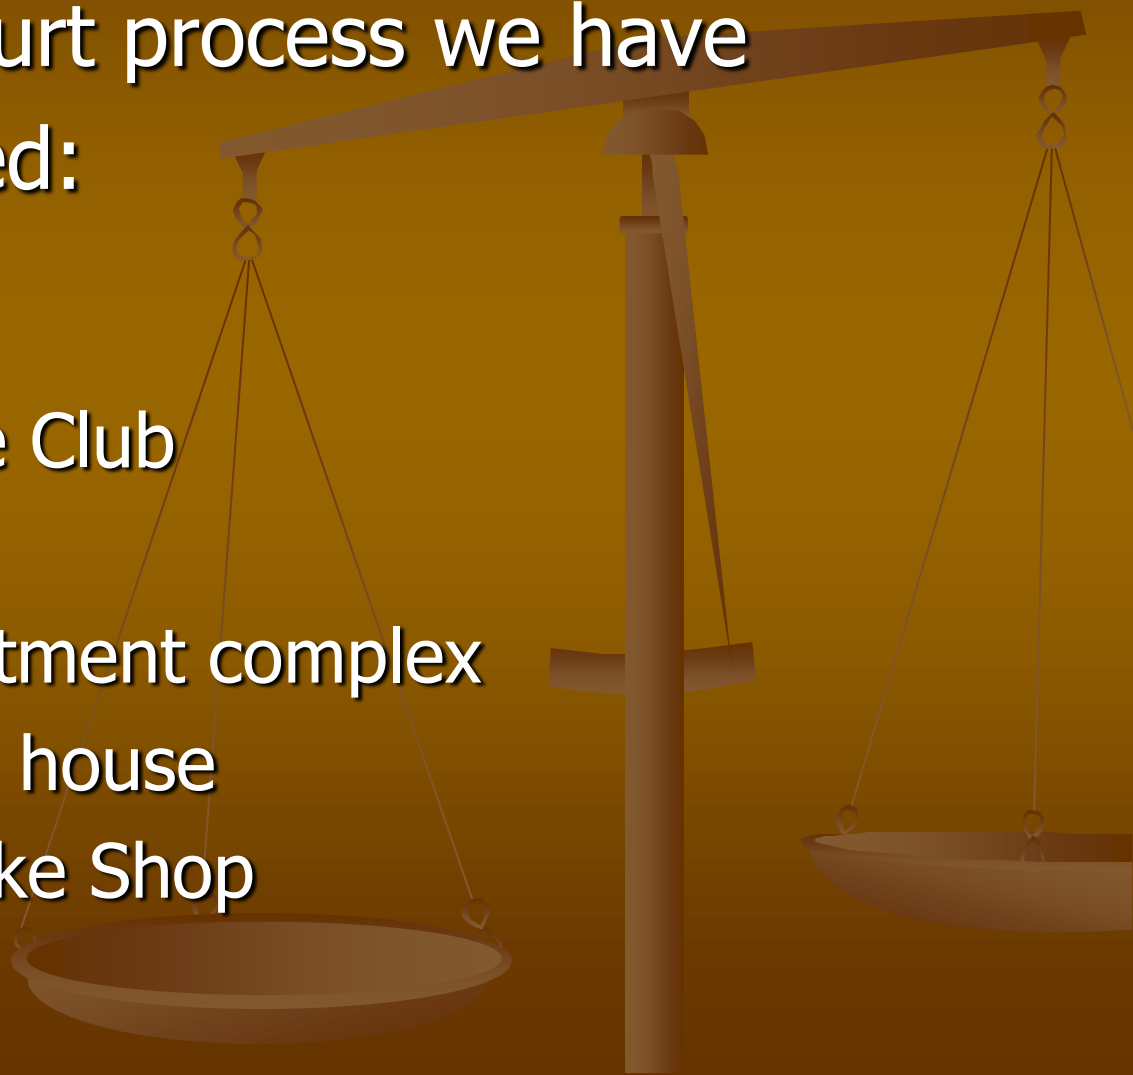 urt process we have
ed:
e Club
tment complex
house
ke Shop